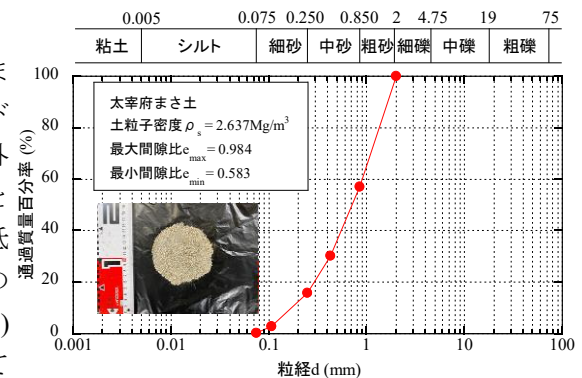 0.005 0.075 0.250 0.850 2 4.75 19 75
粘土 シルト 細砂 中砂 粗砂 細礫 中礫 粗礫
通過質量百分率 (%)
100
80
60
40
20
0
太宰府まさ土
土粒子密度ρs = 2.637Mg/m3
最大間隙比emax = 0.984
最小間隙比emin = 0.583
0.001 0.01 0.1 1 10 100
粒経d (mm)